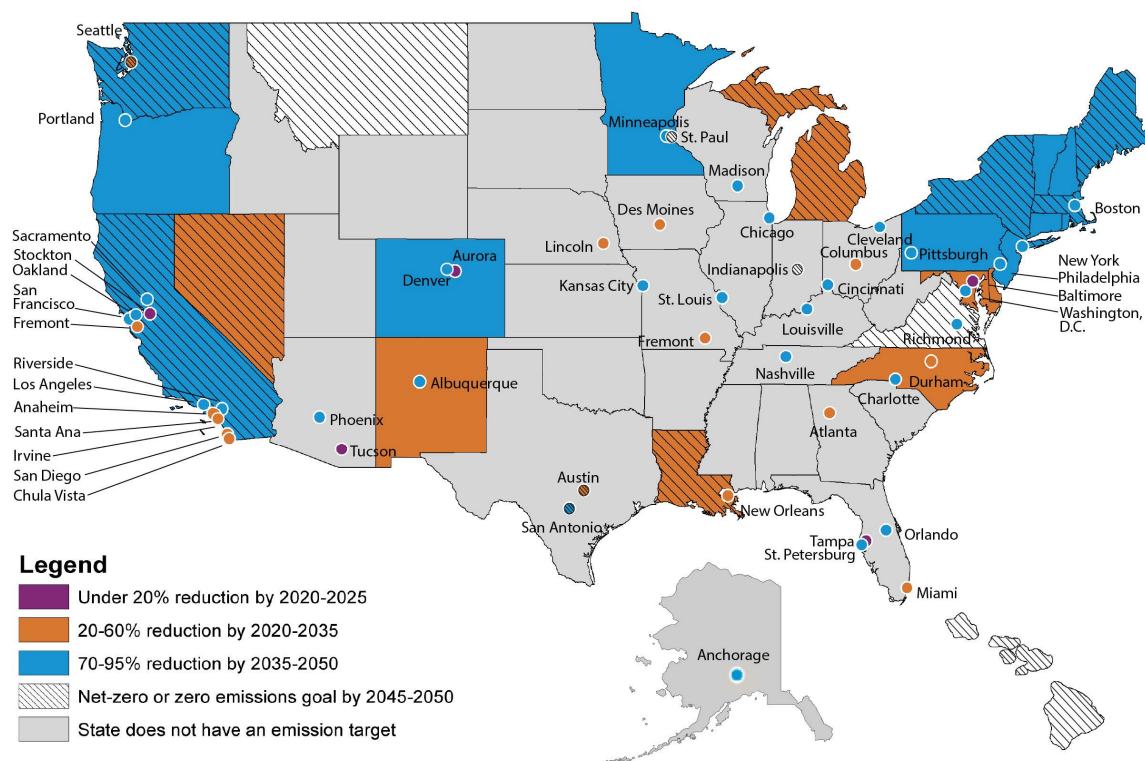 Seattle
Portland
Minneapolis
St. Paul
Madison
Des Moines
Chicago
Cleveland
Boston
Lincoln
Columbus
Pittsburgh
New York
Philadelphia
Baltimore
Washington,
D.C.
Sacramento
Stockton
Oakland
San
Francisco
Fremont
Aurora
Denver
Kansas City
St. Louis
Indianapolis
Cincinnati
Louisville
Richmond
Fremont
Nashville
Durham
Charlotte
Riverside
Los Angeles
Anaheim
Santa Ana
Irvine
San Diego
Chula Vista
Albuquerque
Phoenix
Tucson
Atlanta
Austin
San Antonio
New Orleans
Tampa
St. Petersburg
Orlando
Miami
Anchorage
Legend
Under 20% reduction by 2020-2025
20-60% reduction by 2020-2035
70-95% reduction by 2035-2050
Net-zero or zero emissions goal by 2045-2050
State does not have an emission target